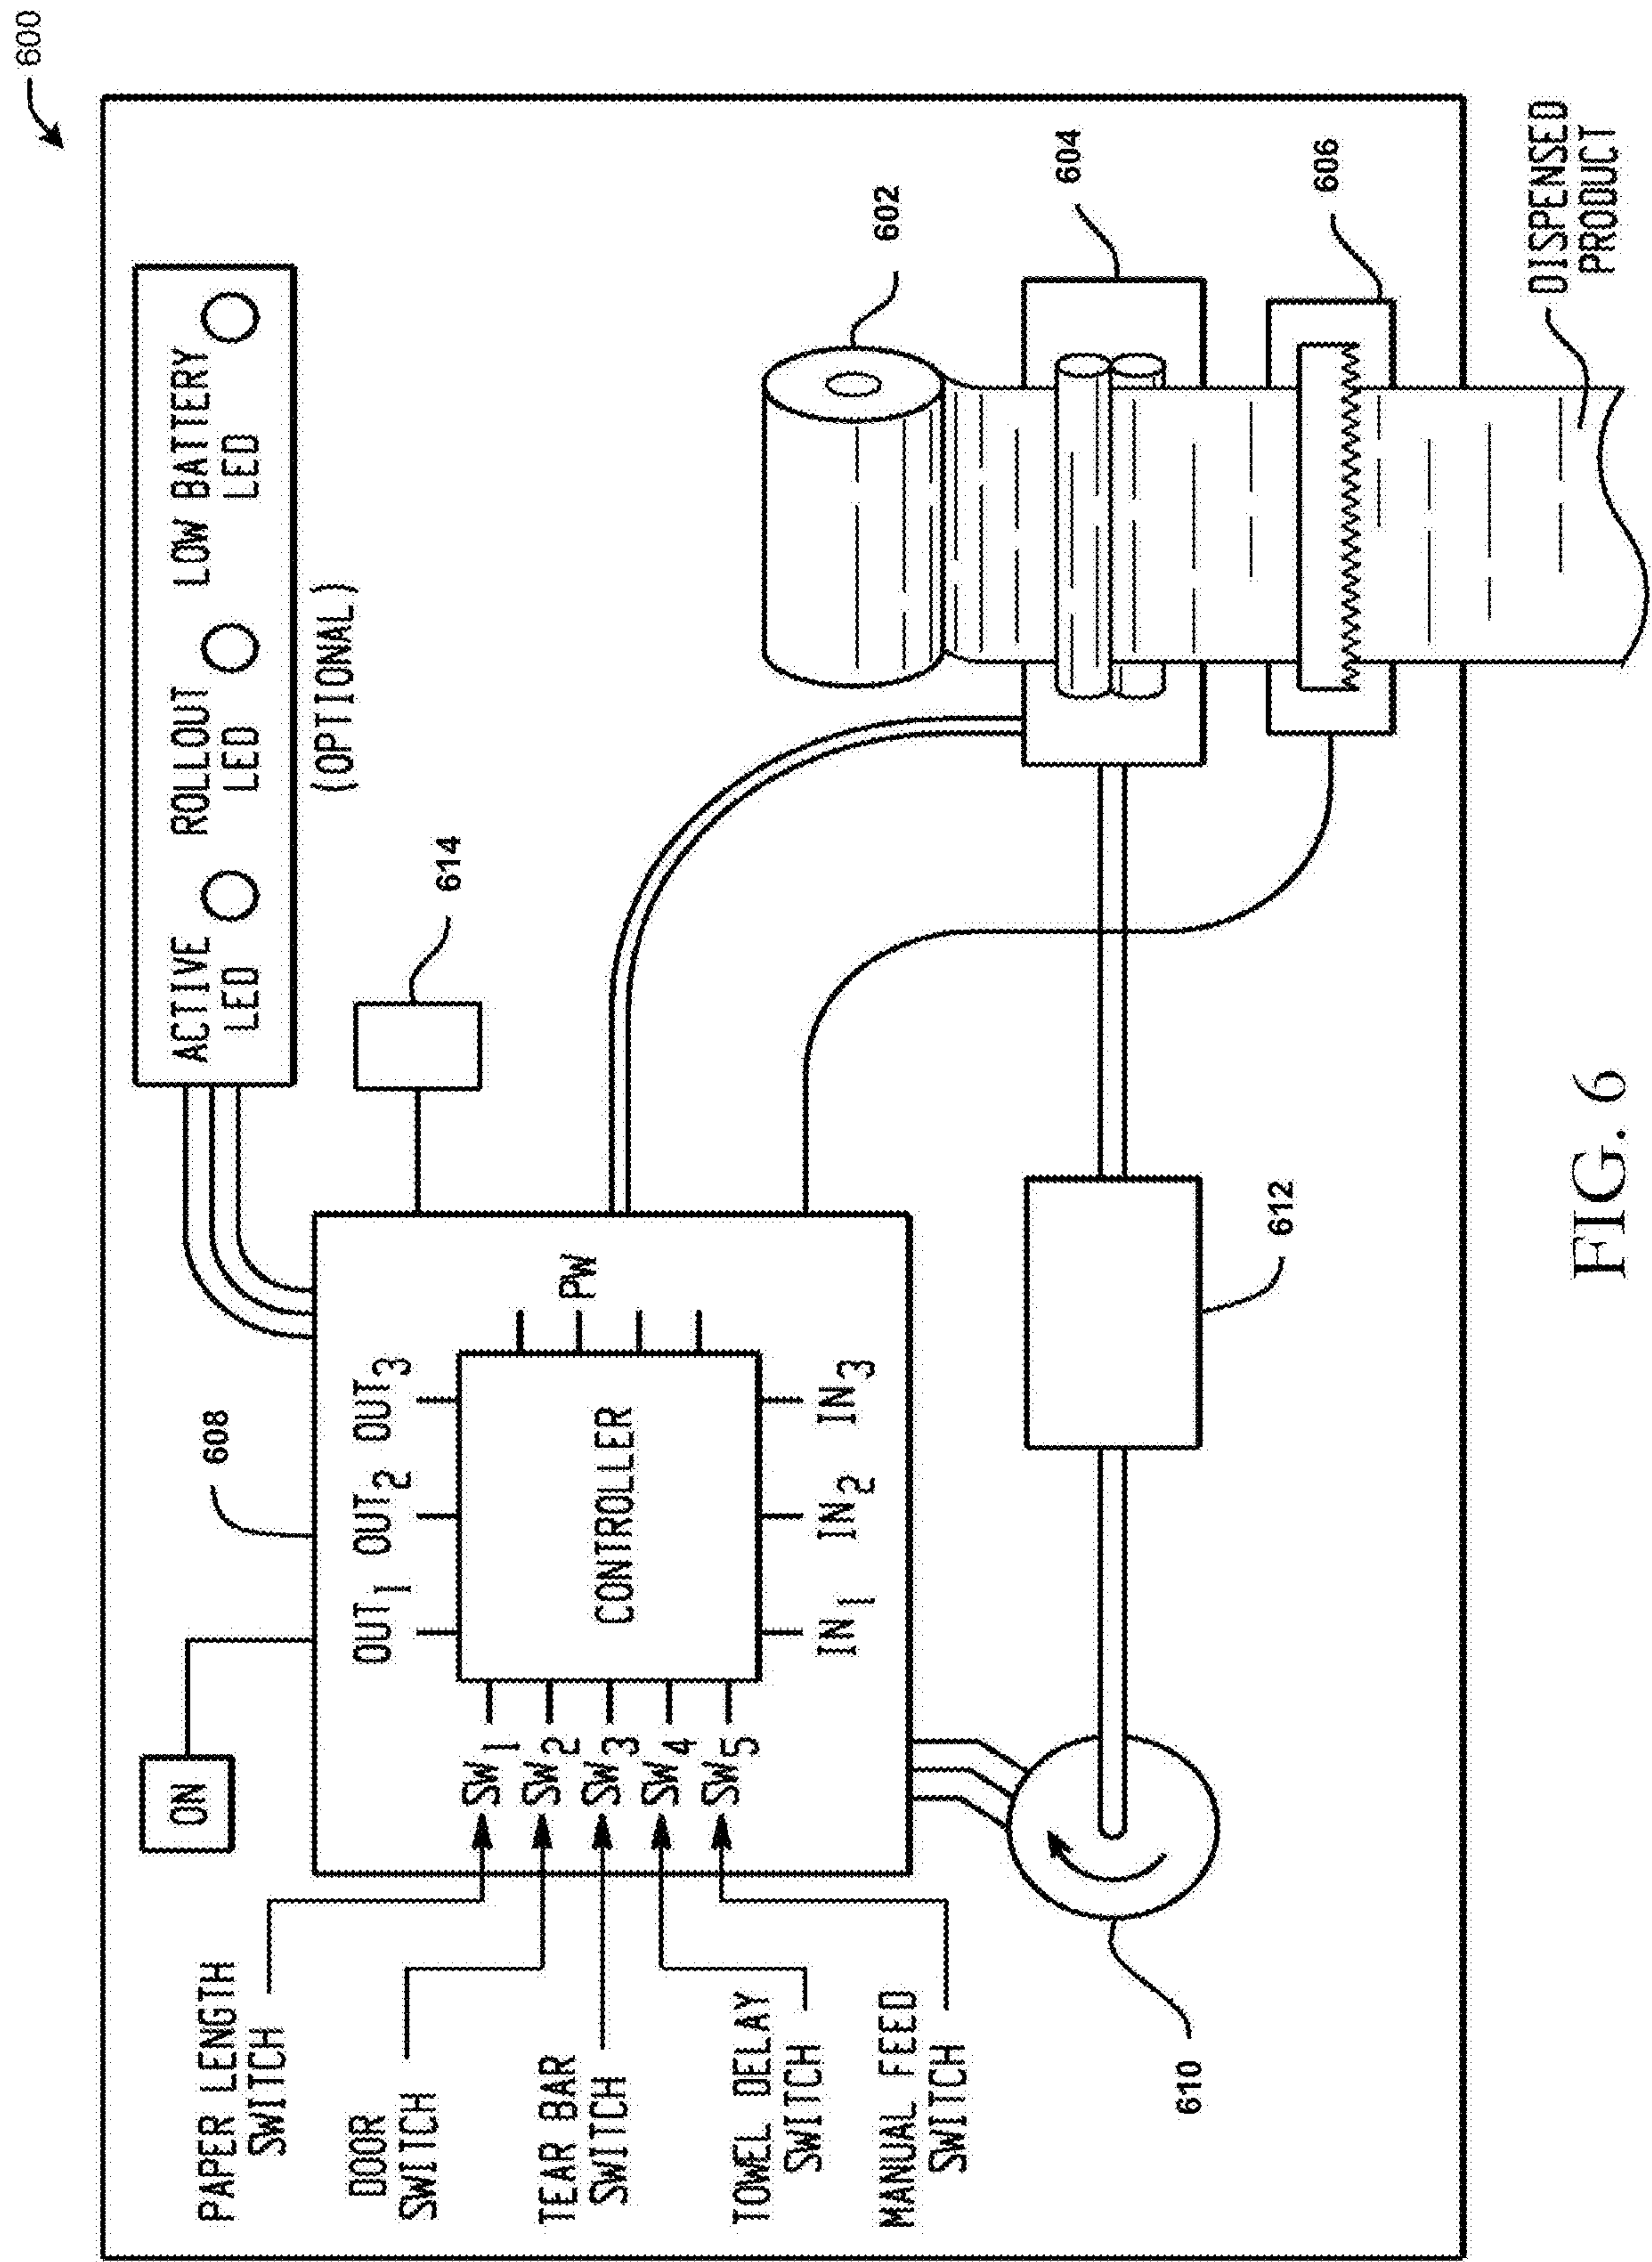 600
ACTIVE
LED
ROLLOUT
LED
LOW BATTERY
LED
(OPTIONAL)
ON
608
614
602
604
606
PAPER LENGTH
SWITCH
DOOR
SWITCH
TEAR BAR
SWITCH
TOWEL DELAY
SWITCH
MANUAL FEED
SWITCH
OUT1 OUT2 OUT3
SW1
SW2
SW3
SW4
SW5
CONTROLLER
PW
IN1 IN2 IN3
610
612
DISPENSED
PRODUCT
FIG. 6